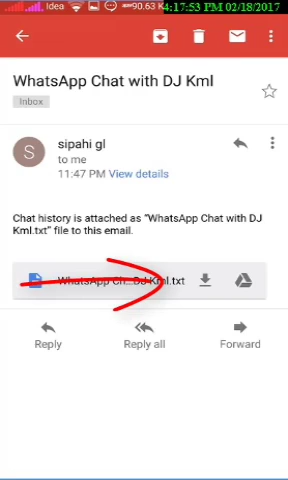 Idea
90.63 K
4:17:53 PM 02/18/2017
WhatsApp Chat with DJ Kml
Inbox
S
sipahi gl
to me
11:47 PM View details
Chat history is attached as "WhatsApp Chat with DJ
Kml.txt" file to this email.
WhatsApp Ch...DJ Kml.txt
Reply
Reply all
Forward